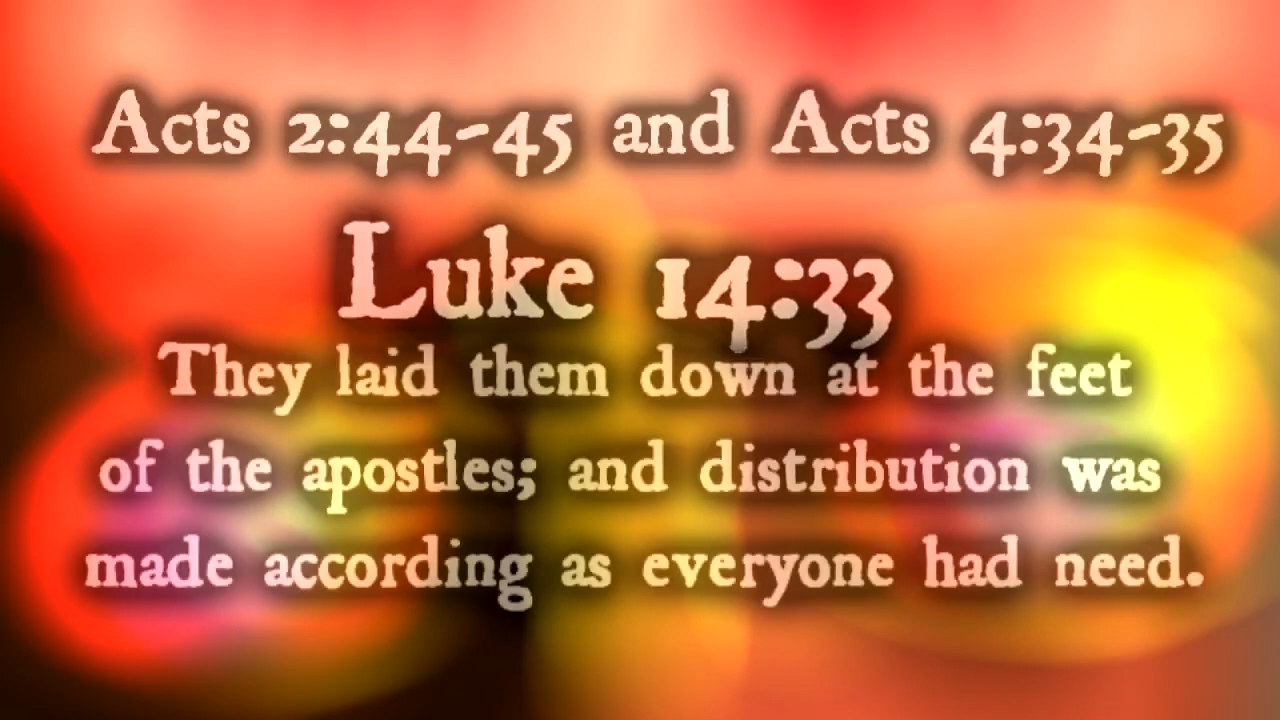 Acts 2:44-45 and Acts 4:34-35
Luke 14:33
They laid them down at the feet
of the apostles; and distribution was
made according as everyone had need.